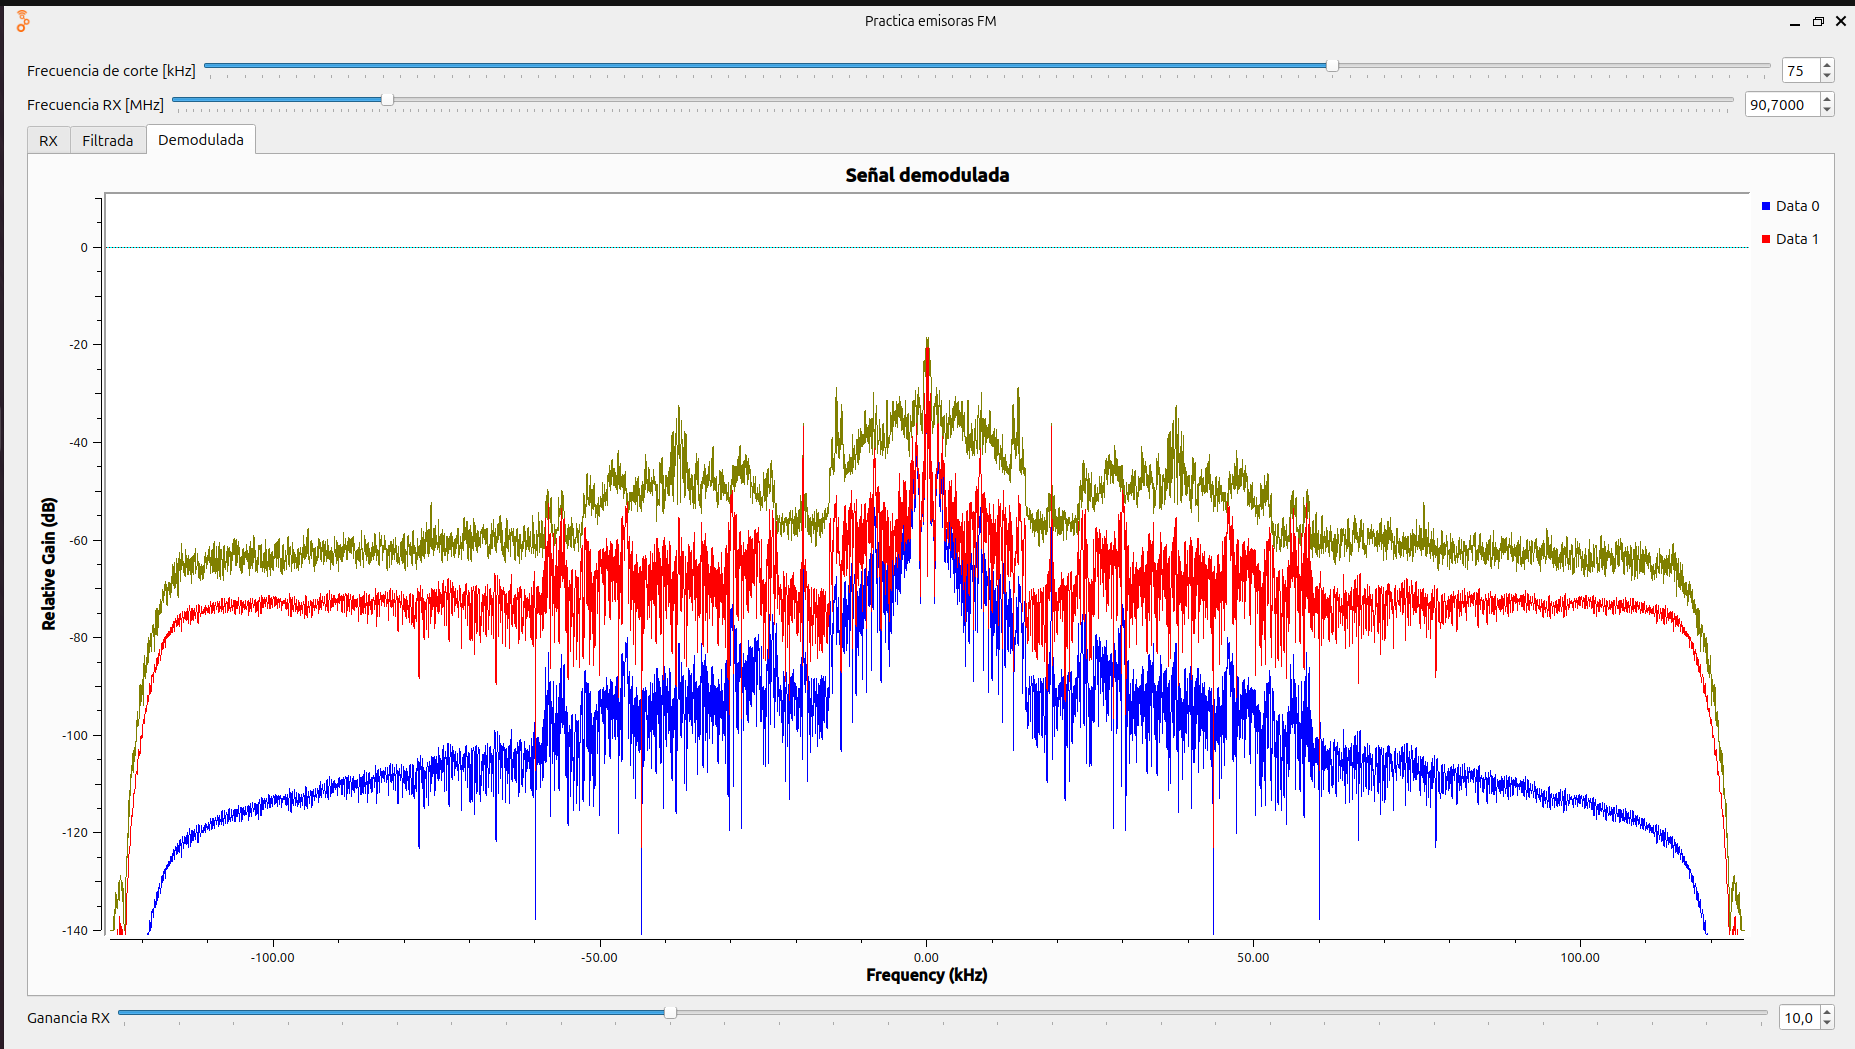 Practica emisoras FM
Frecuencia de corte [kHz]
75
Frecuencia RX [MHz]
90,7000
RX
Filtrada
Demodulada
Señal demodulada
Data 0
Data 1
Relative Gain (dB)
0
-20
-40
-60
-80
-100
-120
-140
-100.00
-50.00
0.00
50.00
100.00
Frequency (kHz)
Ganancia RX
10,0